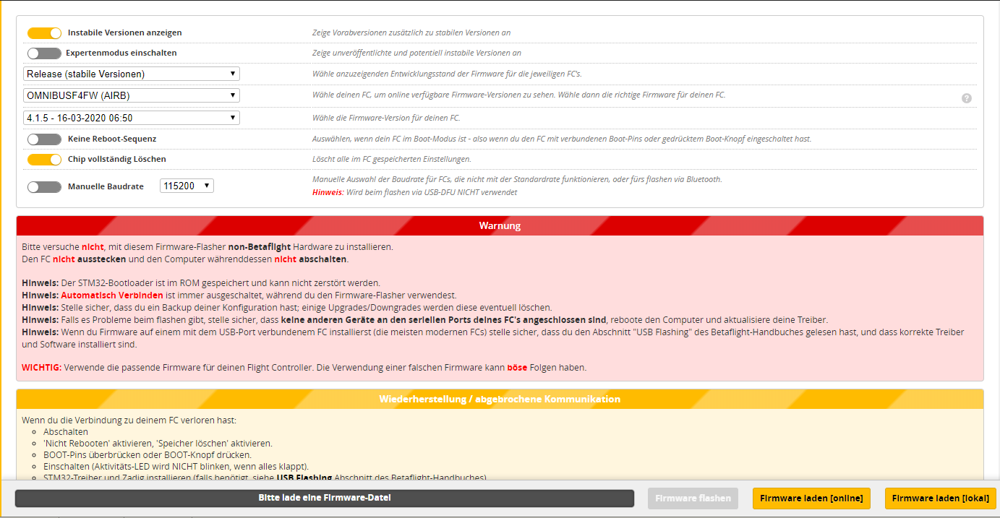 Instabile Versionen anzeigen
Zeige Vorabversionen zusätzlich zu stabilen Versionen an
Expertenmodus einschalten
Zeige unveröffentlichte und potentiell instabile Versionen an
Release (stabile Versionen)
Wähle anzuzeigenden Entwicklungsstand der Firmware für die jeweiligen FC's.
OMNIBUSF4FW (AIRB)
Wähle deinen FC, um online verfügbare Firmware-Versionen zu sehen. Wähle dann die richtige Firmware für deinen FC.
?
4.1.5 - 16-03-2020 06:50
Wähle die Firmware-Version für deinen FC.
Keine Reboot-Sequenz
Auswählen, wenn dein FC im Boot-Modus ist - also wenn du den FC mit verbundenen Boot-Pins oder gedrücktem Boot-Knopf eingeschaltet hast.
Chip vollständig Löschen
Löscht alle im FC gespeicherten Einstellungen.
Manuelle Baudrate
115200
Manuelle Auswahl der Baudrate für FCs, die nicht mit der Standardrate funktionieren, oder fürs flashen via Bluetooth.
Hinweis: Wird beim flashen via USB-DFU NICHT verwendet
Warnung
Bitte versuche nicht, mit diesem Firmware-Flasher non-Betaflight Hardware zu installieren.
Den FC nicht ausstecken und den Computer währenddessen nicht abschalten.
Hinweis: Der STM32-Bootloader ist im ROM gespeichert und kann nicht zerstört werden.
Hinweis: Automatisch Verbinden ist immer ausgeschaltet, während du den Firmware-Flasher verwendest.
Hinweis: Stelle sicher, dass du ein Backup deiner Konfiguration hast; einige Upgrades/Downgrades werden diese eventuell löschen.
Hinweis: Falls es Probleme beim flashen gibt, stelle sicher, dass keine anderen Geräte an den seriellen Ports deines FC's angeschlossen sind, reboote den Computer und aktualisiere deine Treiber.
Hinweis: Wenn du Firmware auf einem mit dem USB-Port verbundenem FC installierst (die meisten modernen FCs) stelle sicher, dass du den Abschnitt "USB Flashing" des Betaflight-Handbuches gelesen hast, und dass korrekte Treiber
und Software installiert sind.
WICHTIG: Verwende die passende Firmware für deinen Flight Controller. Die Verwendung einer falschen Firmware kann böse Folgen haben.
Wiederherstellung / abgebrochene Kommunikation
Wenn du die Verbindung zu deinem FC verloren hast:
Abschalten
'Nicht Rebooten' aktivieren, 'Speicher löschen' aktivieren.
BOOT-Pins überbrücken oder BOOT-Knopf drücken.
Einschalten (Aktivitäts-LED wird NICHT blinken, wenn alles klappt).
STM32-Treiber und Zadig installieren (falls benötigt, siehe USB Flashing Abschnitt des Betaflight-Handbuches)
Bitte lade eine Firmware-Datei
Firmware flashen
Firmware laden [online]
Firmware laden [lokal]